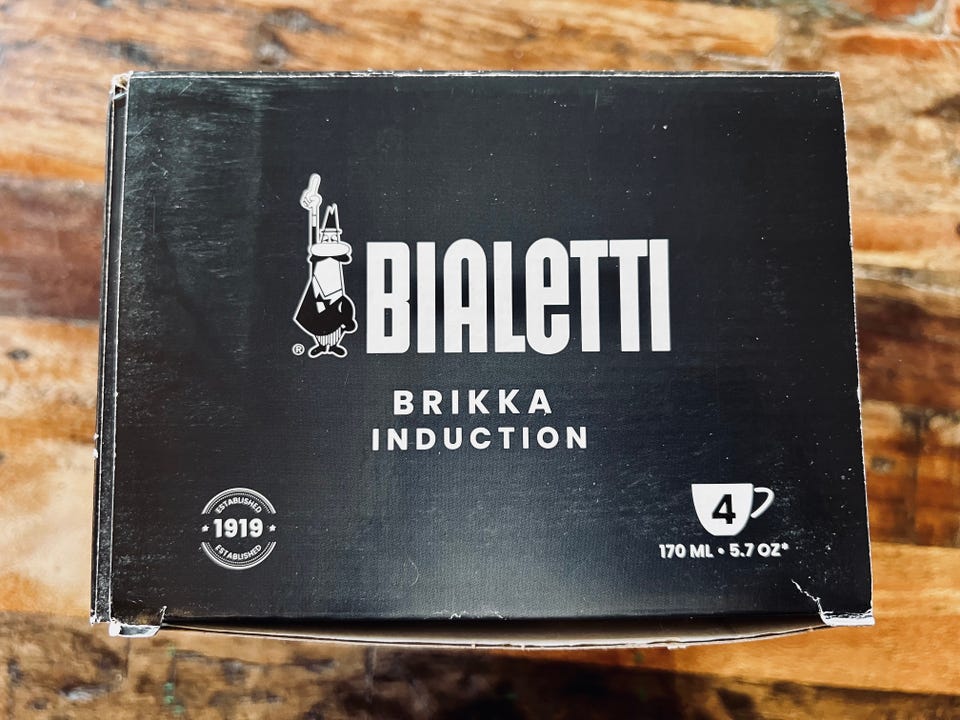 ®
BIALeTTI
BRIKKA
INDUCTION
ESTABLISHED
1919
ESTABLISHED
4
170 ML • 5.7 OZ*